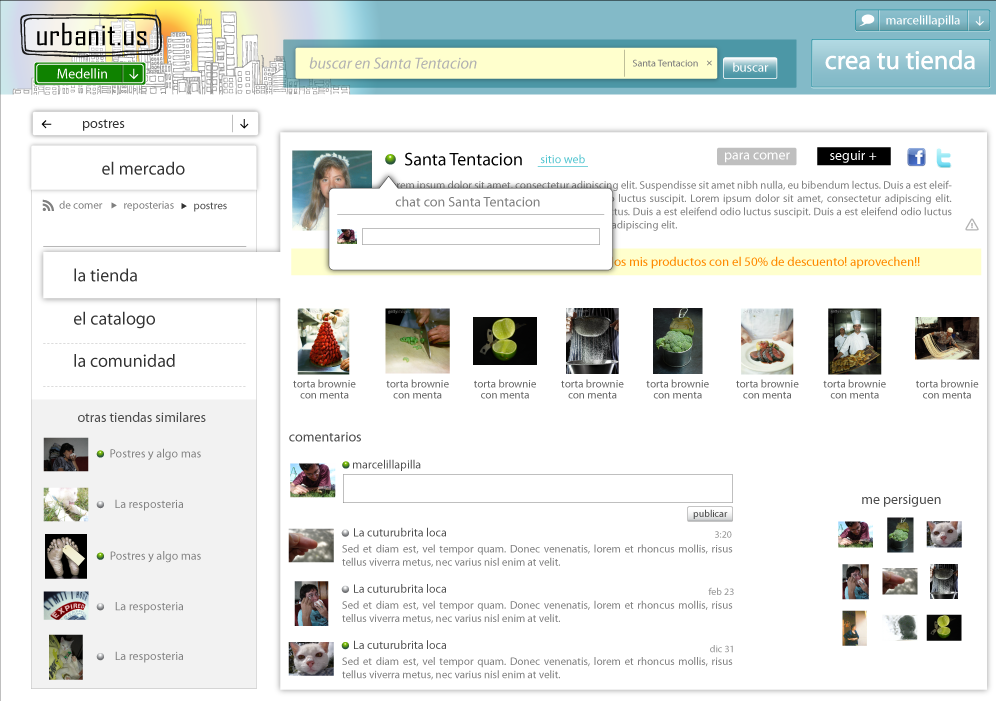 urbanit.us
Medellin
marcelillapilla
buscar en Santa Tentacion
Santa Tentacion ×
buscar
crea tu tienda
postres
el mercado
de comer
reposterias
postres
la tienda
el catalogo
la comunidad
otras tiendas similares
Postres y algo mas
La resposteria
Postres y algo mas
EXPIRED
La resposteria
La resposteria
Santa Tentacion
sitio web
para comer
seguir +
rem ipsum dolor sit amet, consectetur adipiscing elit. Suspendisse sit amet nibh nulla, eu bibendum lectus. Duis a est eleif-
luctus suscipit. Lorem ipsum dolor sit amet, consectetur adipiscing elit.
ctus. Duis a est eleifend odio luctus suscipit. Duis a est eleifend odio luctus
adipiscing elit.
chat con Santa Tentacion
os mis productos con el 50% de descuento! aprovechen!!
torta brownie
con menta
torta brownie
con menta
torta brownie
con menta
torta brownie
con menta
torta brownie
con menta
torta brownie
con menta
torta brownie
con menta
torta brownie
con menta
comentarios
marcelillapilla
publicar
La cuturubrita loca
3:20
Sed et diam est, vel tempor quam. Donec venenatis, lorem et rhoncus mollis, risus
tellus viverra metus, nec varius nisl enim at velit.
La cuturubrita loca
feb 23
Sed et diam est, vel tempor quam. Donec venenatis, lorem et rhoncus mollis, risus
tellus viverra metus, nec varius nisl enim at velit.
La cuturubrita loca
dic 31
Sed et diam est, vel tempor quam. Donec venenatis, lorem et rhoncus mollis, risus
tellus viverra metus, nec varius nisl enim at velit.
me persiguen